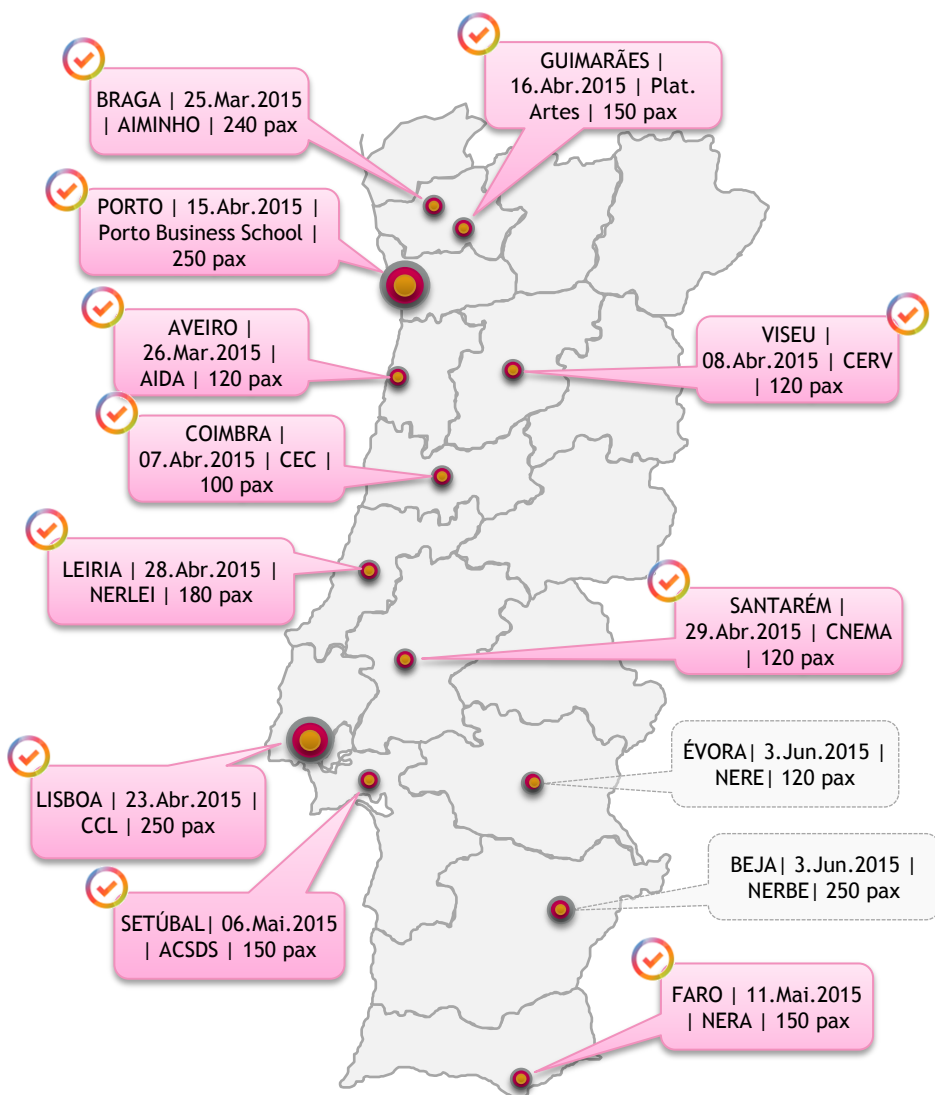 GUIMARÃES |
16.Abr.2015 | Plat.
Artes | 150 pax
BRAGA | 25.Mar.2015
| AIMINHO | 240 pax
PORTO | 15.Abr.2015 |
Porto Business School |
250 pax
AVEIRO |
26.Mar.2015 |
AIDA | 120 pax
VISEU |
08.Abr.2015 | CERV
| 120 pax
COIMBRA |
07.Abr.2015 | CEC |
100 pax
LEIRIA | 28.Abr.2015 |
NERLEI | 180 pax
SANTARÉM |
29.Abr.2015 | CNEMA
| 120 pax
ÉVORA| 3.Jun.2015 |
NERE| 120 pax
LISBOA | 23.Abr.2015 |
CCL | 250 pax
BEJA| 3.Jun.2015 |
NERBE| 250 pax
SETÚBAL| 06.Mai.2015
| ACSDS | 150 pax
FARO | 11.Mai.2015
| NERA | 150 pax